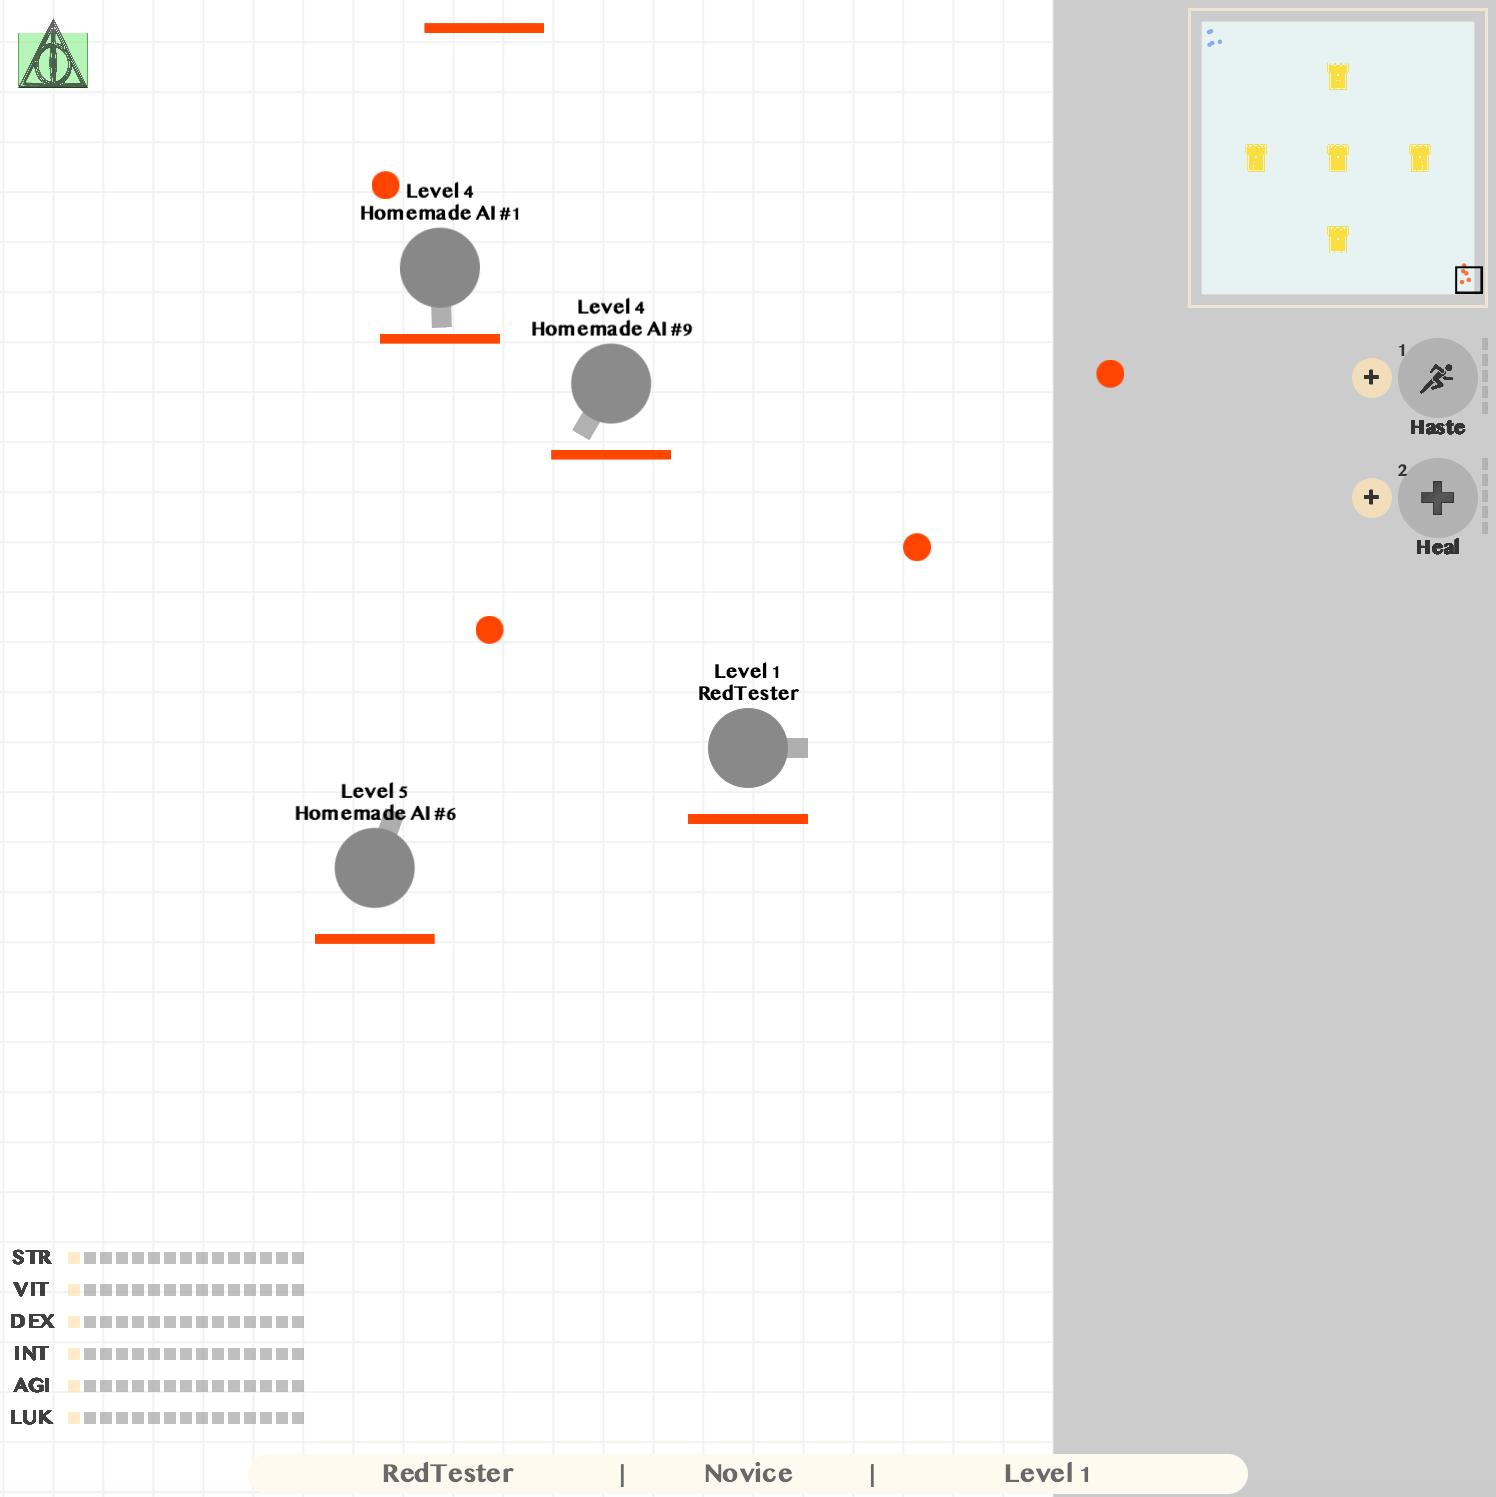 Level 4
Homemade AI #1
Level 4
Homemade AI #9
1
+
Haste
2
+
Heal
Level 1
RedTester
Level 5
Homemade AI #6
STR
VIT
DEX
INT
AGI
LUK
RedTester | Novice | Level 1